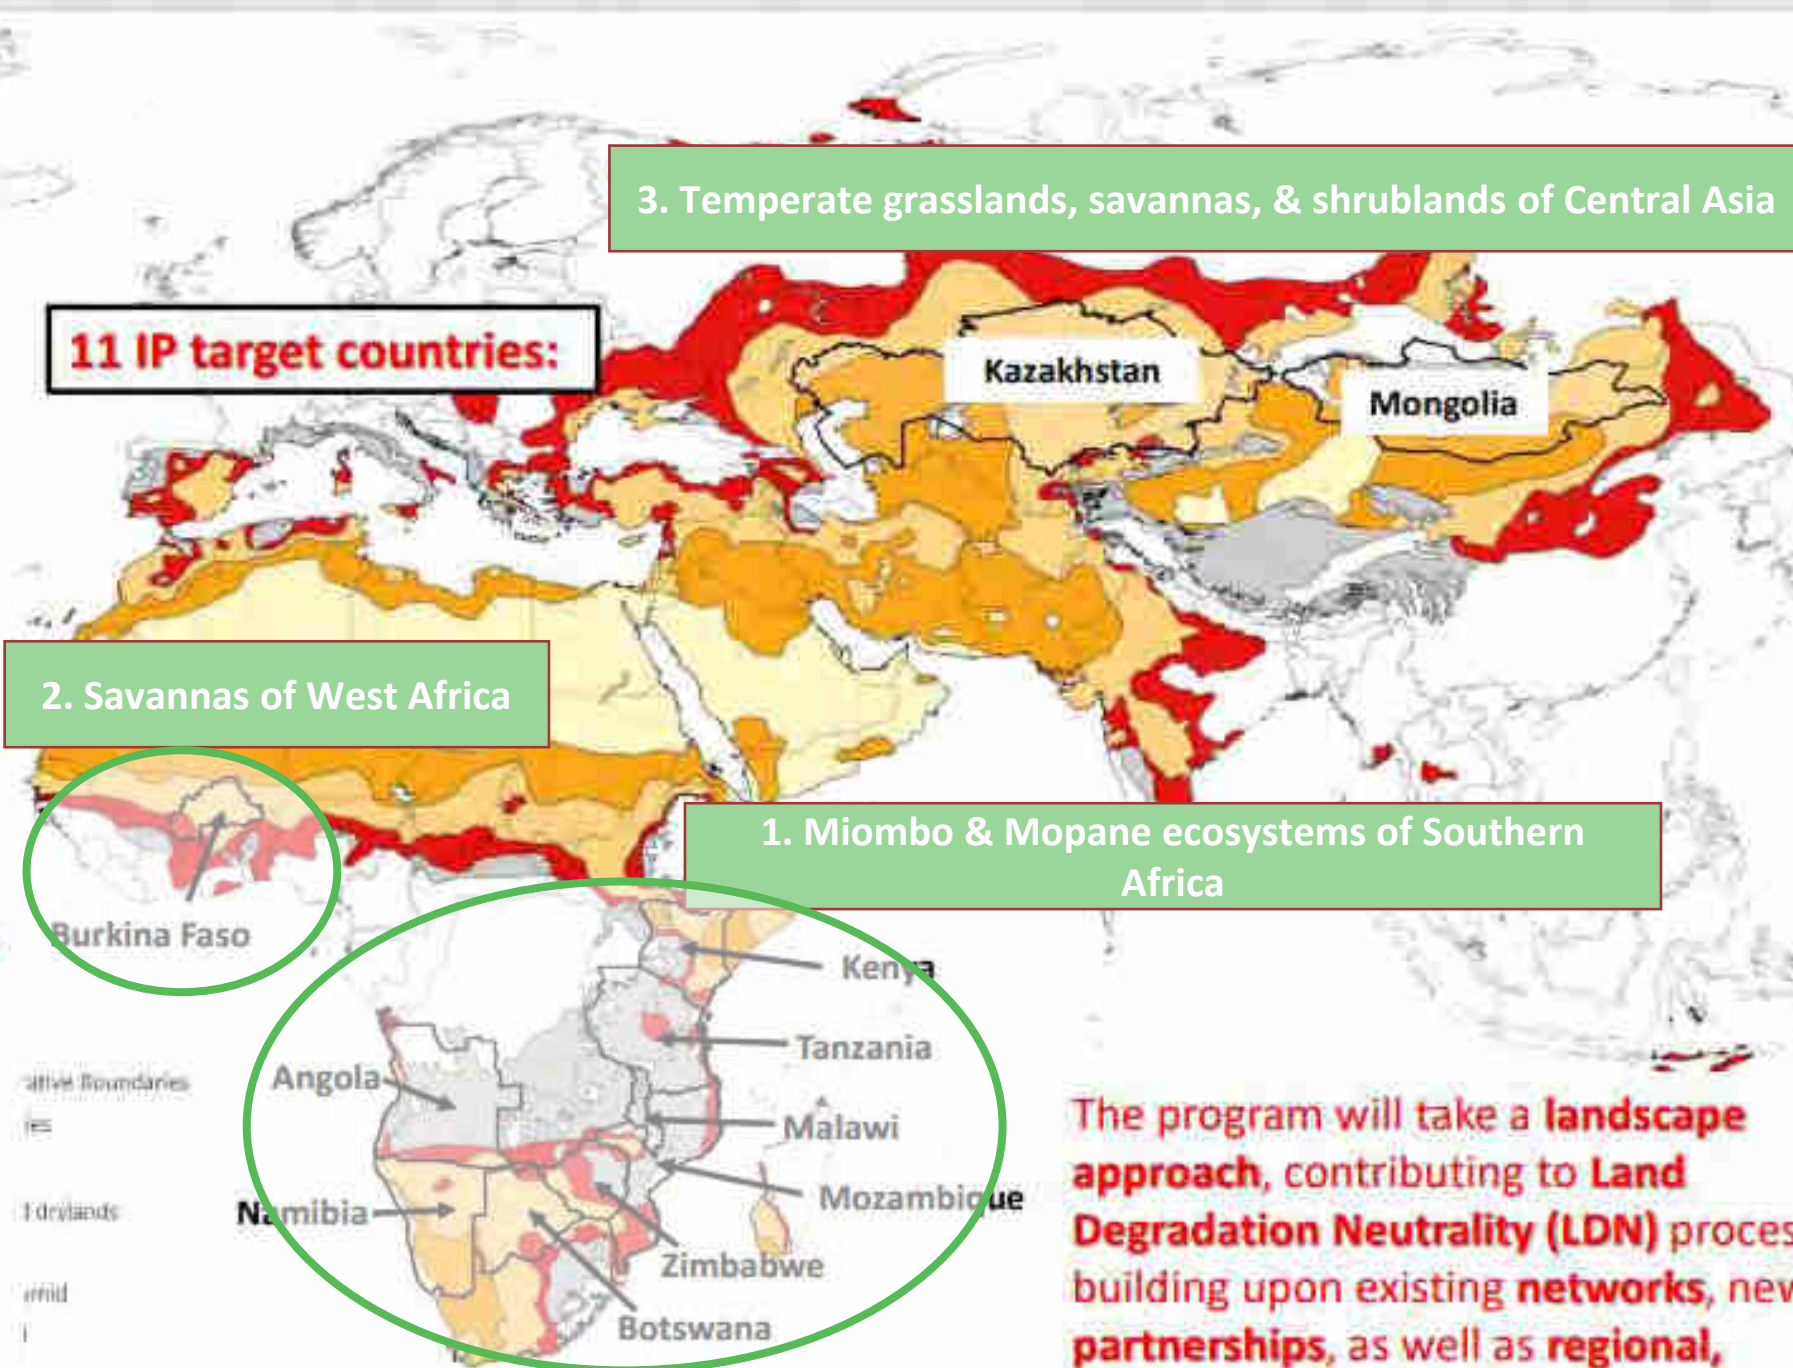 3. Temperate grasslands, savannas, & shrublands of Central Asia
11 IP target countries:
Kazakhstan
Mongolia
2. Savannas of West Africa
1. Miombo & Mopane ecosystems of Southern
Africa
Burkina Faso
Kenya
Tanzania
Angola
Malawi
Mozambique
Namibia
Zimbabwe
Botswana
Boundaries
drylands
The program will take a landscape
approach, contributing to Land
Degradation Neutrality (LDN) proces
building upon existing networks, new
partnerships, as well as regional,